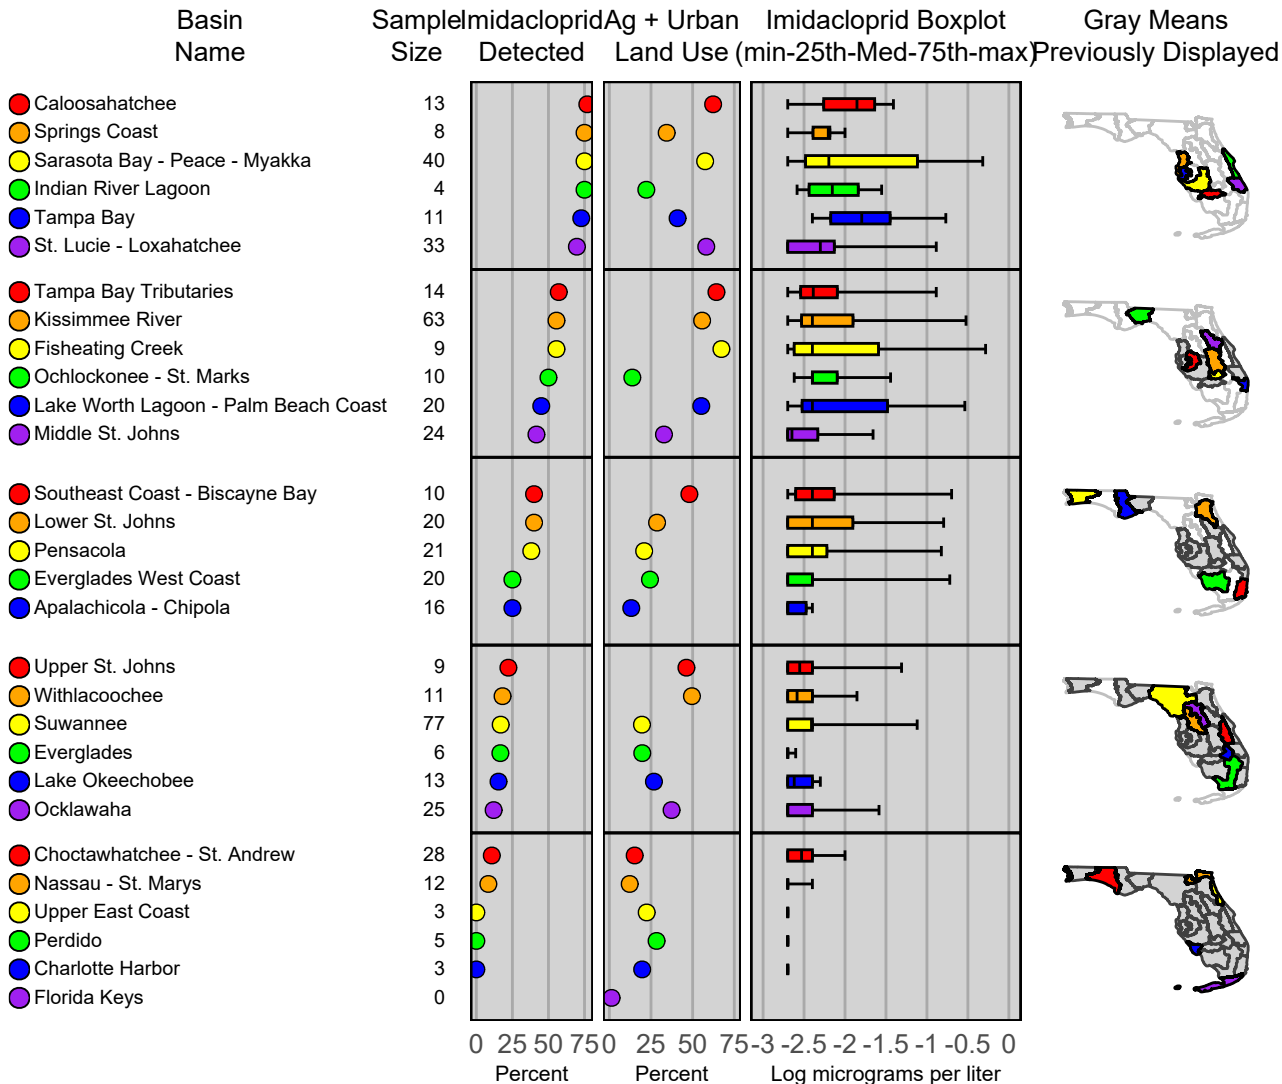 Basin Name
Sample Size
Imidacloprid Detected
Ag + Urban Land Use
Imidacloprid Boxplot (min-25th-Med-75th-max)
Gray Means Previously Displayed
Caloosahatchee 13
Springs Coast 8
Sarasota Bay - Peace - Myakka 40
Indian River Lagoon 4
Tampa Bay 11
St. Lucie - Loxahatchee 33
Tampa Bay Tributaries 14
Kissimmee River 63
Fisheating Creek 9
Ochlockonee - St. Marks 10
Lake Worth Lagoon - Palm Beach Coast 20
Middle St. Johns 24
Southeast Coast - Biscayne Bay 10
Lower St. Johns 20
Pensacola 21
Everglades West Coast 20
Apalachicola - Chipola 16
Upper St. Johns 9
Withlacoochee 11
Suwannee 77
Everglades 6
Lake Okeechobee 13
Ocklawaha 25
Choctawhatchee - St. Andrew 28
Nassau - St. Marys 12
Upper East Coast 3
Perdido 5
Charlotte Harbor 3
Florida Keys 0
0 25 50 75 0 25 50 75 -3 -2.5 -2 -1.5 -1 -0.5 0
Percent Percent Log micrograms per liter